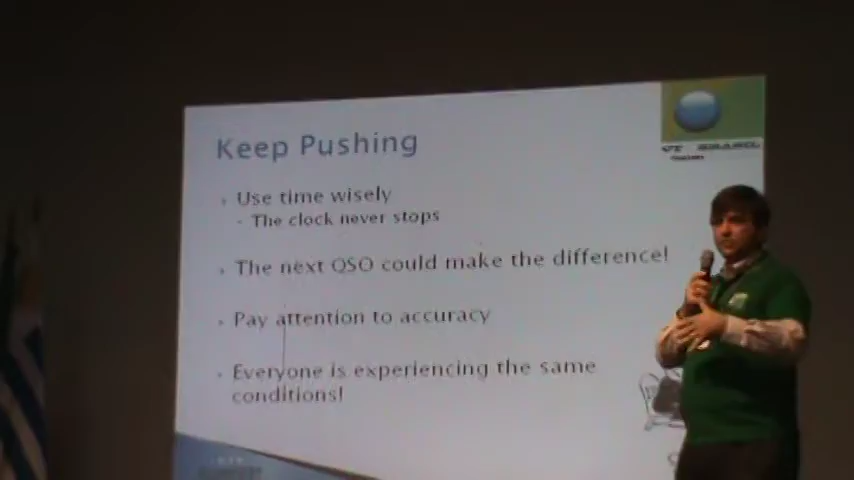 Keep Pushing
Use time wisely
- The clock never stops
The next QSO could make the difference!
Pay attention to accuracy
Everyone is experiencing the same
conditions!